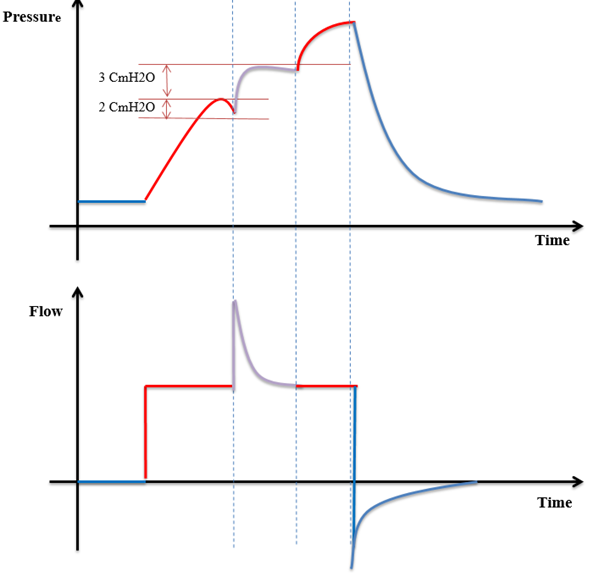 Pressure
3 CmH2O
2 CmH2O
Time
Flow
Time